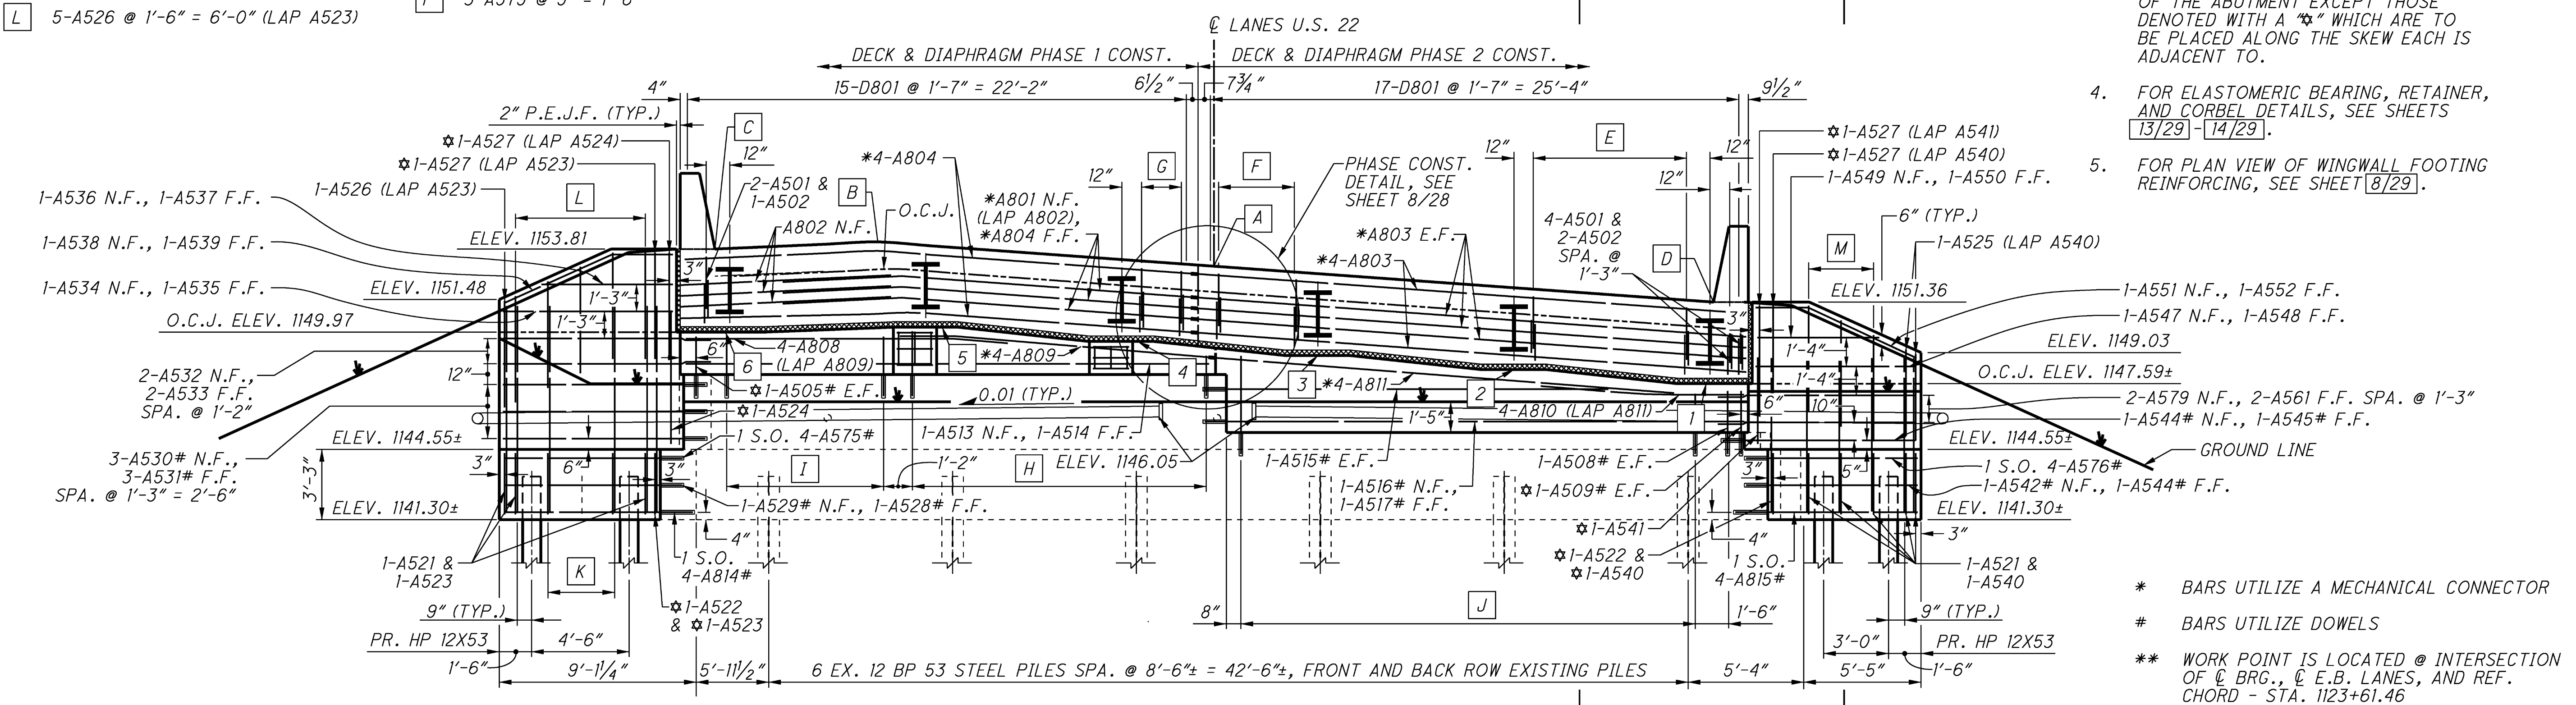 L 5-A526 @ 1'-6" = 6'-0" (LAP A523)
℄ LANES U.S. 22
DECK & DIAPHRAGM PHASE 1 CONST.
DECK & DIAPHRAGM PHASE 2 CONST.
4"
15-D801 @ 1'-7" = 22'-2"
6½"
7¾"
17-D801 @ 1'-7" = 25'-4"
9½"
2" P.E.J.F. (TYP.)
✡1-A527 (LAP A524)
✡1-A527 (LAP A523)
1-A526 (LAP A523)
1-A536 N.F., 1-A537 F.F.
1-A538 N.F., 1-A539 F.F.
1-A534 N.F., 1-A535 F.F.
L
ELEV. 1153.81
ELEV. 1151.48
O.C.J. ELEV. 1149.97
1'-3"
1'-3"
3"
C
12"
2-A501 &
1-A502
B
A802 N.F.
*4-A804
O.C.J.
*A801 N.F.
(LAP A802),
*A804 F.F.
12"
G
F
A
PHASE CONST.
DETAIL, SEE
SHEET 8/28
*4-A803
*A803 E.F.
12"
E
12"
12"
4-A501 &
2-A502
SPA. @
1'-3"
D
✡1-A527 (LAP A541)
✡1-A527 (LAP A540)
1-A549 N.F., 1-A550 F.F.
6" (TYP.)
1-A525 (LAP A540)
M
ELEV. 1151.36
3"
1'-4"
1'-4"
10"
1-A551 N.F., 1-A552 F.F.
1-A547 N.F., 1-A548 F.F.
ELEV. 1149.03
O.C.J. ELEV. 1147.59±
2-A579 N.F., 2-A561 F.F. SPA. @ 1'-3"
1-A544# N.F., 1-A545# F.F.
ELEV. 1144.55±
GROUND LINE
1 S.O. 4-A576#
1-A542# N.F., 1-A544# F.F.
ELEV. 1141.30±
5"
3"
3"
2-A532 N.F.,
2-A533 F.F.
SPA. @ 1'-2"
12"
6"
6
4-A808
(LAP A809)
5
*4-A809
4
3
*4-A811
2
4-A810 (LAP A811)
1
6"
✡1-A505# E.F.
0.01 (TYP.)
✡1-A524
1'-5"
1 S.O. 4-A575#
1-A513 N.F., 1-A514 F.F.
ELEV. 1146.05
1-A515# E.F.
1-A508# E.F.
1-A516# N.F.,
1-A517# F.F.
✡1-A509# E.F.
✡1-A541
✡1-A522 &
✡1-A540
ELEV. 1144.55±
3-A530# N.F.,
3-A531# F.F.
SPA. @ 1'-3" = 2'-6"
3"
3'-3"
6"
3"
I
1'-2"
H
1-A529# N.F., 1-A528# F.F.
ELEV. 1141.30±
4"
1 S.O.
4-A814#
1-A521 &
1-A523
K
✡1-A522
& ✡1-A523
4"
1 S.O.
4-A815#
1-A521 &
1-A540
9" (TYP.)
8"
J
1'-6"
9" (TYP.)
PR. HP 12X53
4'-6"
3'-0"
PR. HP 12X53
1'-6"
9'-1¼"
5'-11½"
6 EX. 12 BP 53 STEEL PILES SPA. @ 8'-6"± = 42'-6"±, FRONT AND BACK ROW EXISTING PILES
5'-4"
5'-5"
1'-6"
DENOTED WITH A "✡" WHICH ARE TO
BE PLACED ALONG THE SKEW EACH IS
ADJACENT TO.
4. FOR ELASTOMERIC BEARING, RETAINER,
AND CORBEL DETAILS, SEE SHEETS
13/29 - 14/29.
5. FOR PLAN VIEW OF WINGWALL FOOTING
REINFORCING, SEE SHEET 8/29.
* BARS UTILIZE A MECHANICAL CONNECTOR
# BARS UTILIZE DOWELS
** WORK POINT IS LOCATED @ INTERSECTION
OF ℄ BRG., ℄ E.B. LANES, AND REF.
CHORD - STA. 1123+61.46